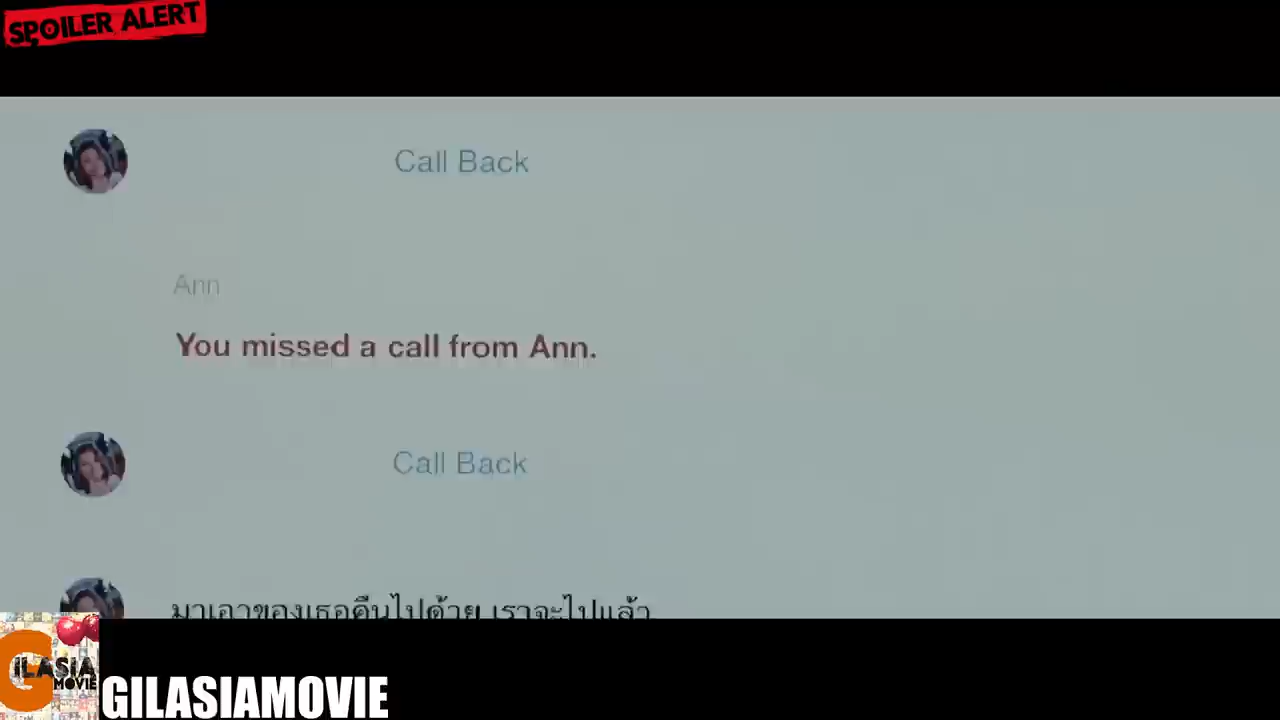 SPOILER ALERT
Call Back
Ann
You missed a call from Ann.
Call Back
มาเอาของเธอคืนไปด้วย เราจะไปแล้ว
GILASIA
MOVIE
GILASIAMOVIE